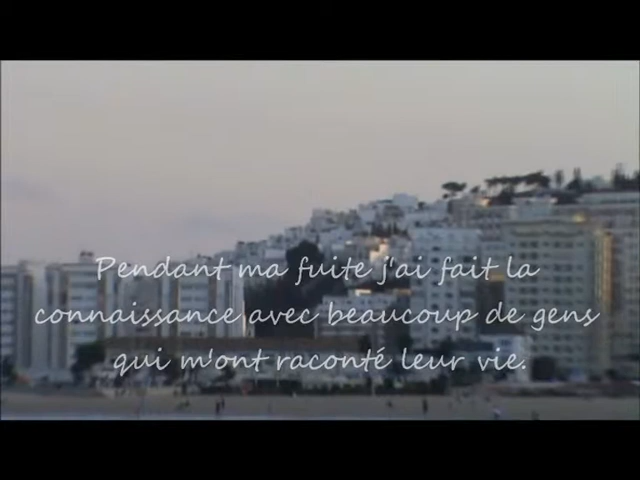 Pendant ma fuite j'ai fait la
connaissance avec beaucoup de gens
qui m'ont raconté leur vie.